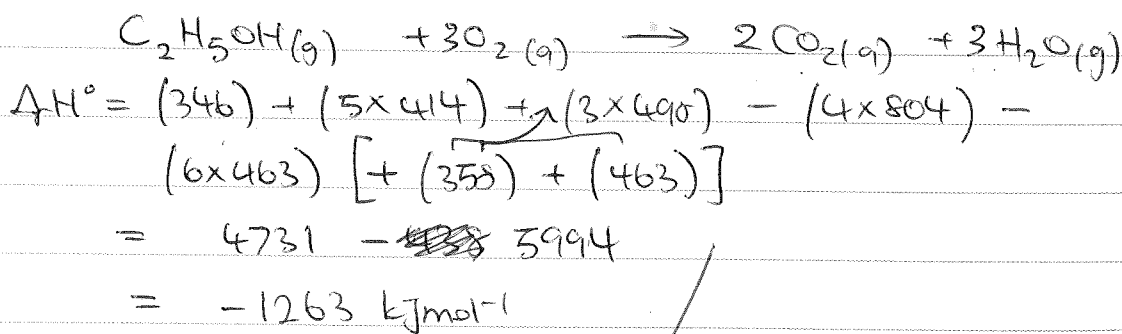 C₂H₅OH(g) + 3O₂(g) → 2CO₂(g) + 3H₂O(g)
ΔH° = (346) + (5×414) + (3×498) − (4×804) −
(6×463) [+ (358) + (463)]
= 4731 − 5994
= −1263 kJmol⁻¹